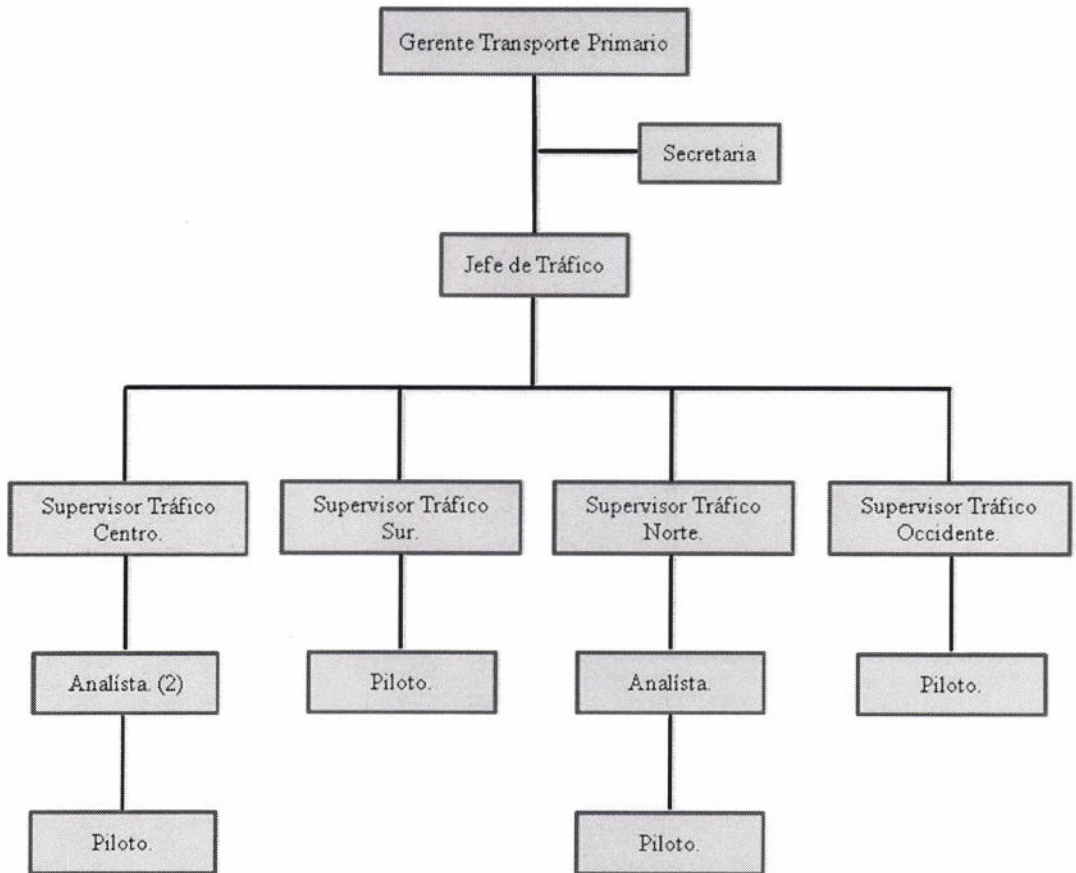 Gerente Transporte Primario
Secretaria
Jefe de Tráfico
Supervisor Tráfico
Centro.
Supervisor Tráfico
Sur.
Supervisor Tráfico
Norte.
Supervisor Tráfico
Occidente.
Analísta. (2)
Piloto.
Analísta.
Piloto.
Piloto.
Piloto.